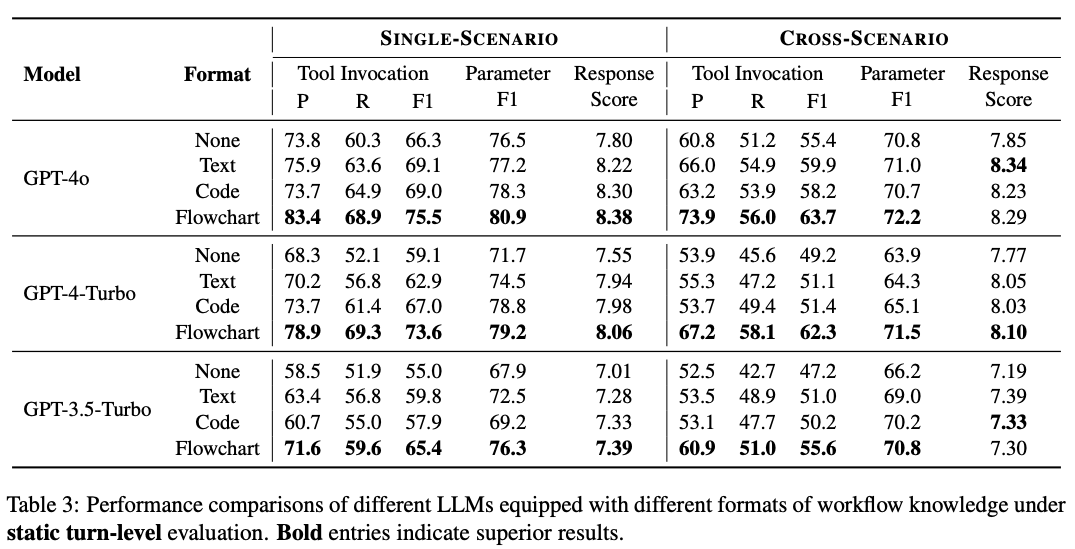 SINGLE-SCENARIO CROSS-SCENARIO
Model Format Tool Invocation Parameter Response Tool Invocation Parameter Response
P R F1 F1 Score P R F1 F1 Score
None 73.8 60.3 66.3 76.5 7.80 60.8 51.2 55.4 70.8 7.85
Text 75.9 63.6 69.1 77.2 8.22 66.0 54.9 59.9 71.0 8.34
GPT-4o
Code 73.7 64.9 69.0 78.3 8.30 63.2 53.9 58.2 70.7 8.23
Flowchart 83.4 68.9 75.5 80.9 8.38 73.9 56.0 63.7 72.2 8.29
None 68.3 52.1 59.1 71.7 7.55 53.9 45.6 49.2 63.9 7.77
Text 70.2 56.8 62.9 74.5 7.94 55.3 47.2 51.1 64.3 8.05
GPT-4-Turbo
Code 73.7 61.4 67.0 78.8 7.98 53.7 49.4 51.4 65.1 8.03
Flowchart 78.9 69.3 73.6 79.2 8.06 67.2 58.1 62.3 71.5 8.10
None 58.5 51.9 55.0 67.9 7.01 52.5 42.7 47.2 66.2 7.19
Text 63.4 56.8 59.8 72.5 7.28 53.5 48.9 51.0 69.0 7.39
GPT-3.5-Turbo
Code 60.7 55.0 57.9 69.2 7.33 53.1 47.7 50.2 70.2 7.33
Flowchart 71.6 59.6 65.4 76.3 7.39 60.9 51.0 55.6 70.8 7.30
Table 3: Performance comparisons of different LLMs equipped with different formats of workflow knowledge under
static turn-level evaluation. Bold entries indicate superior results.